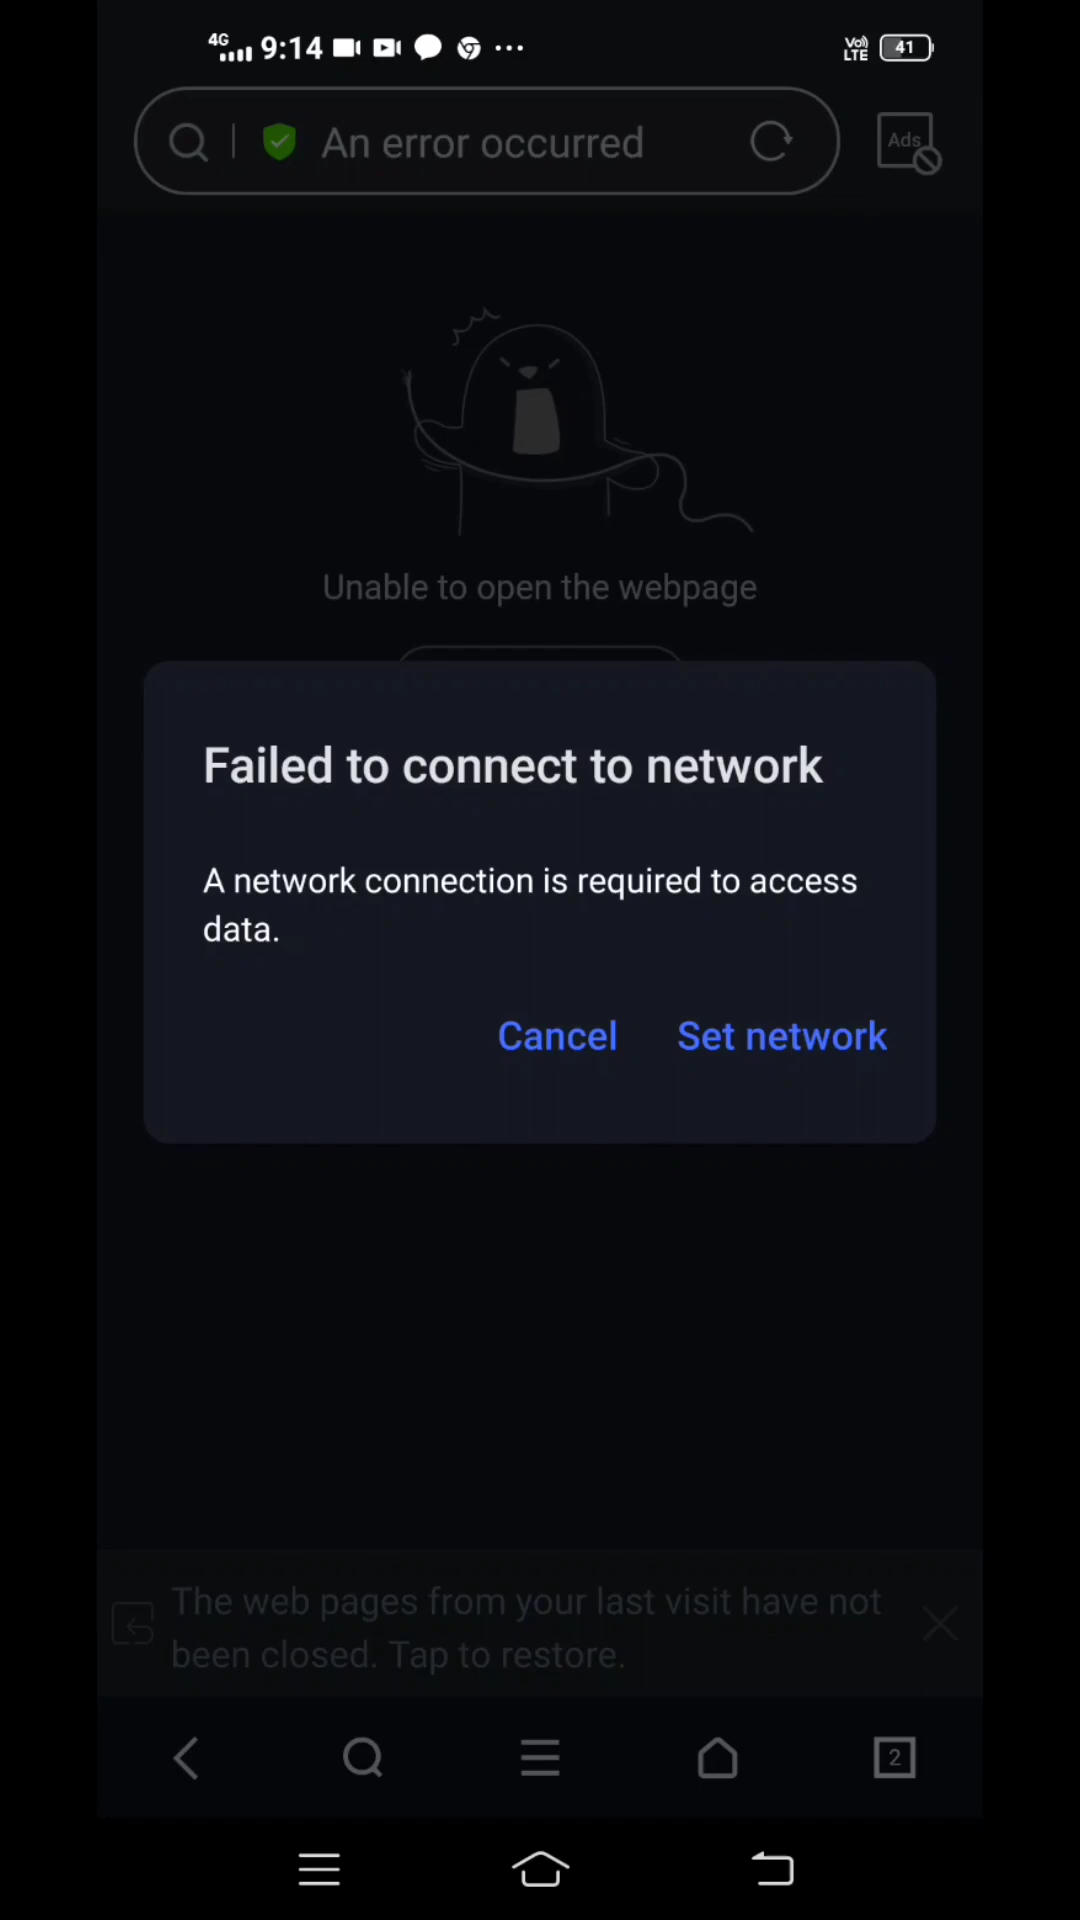 4G 9:14 Vo) LTE 41
An error occurred Ads
Unable to open the webpage
Failed to connect to network
A network connection is required to access
data.
Cancel Set network
The web pages from your last visit have not
been closed. Tap to restore.
2